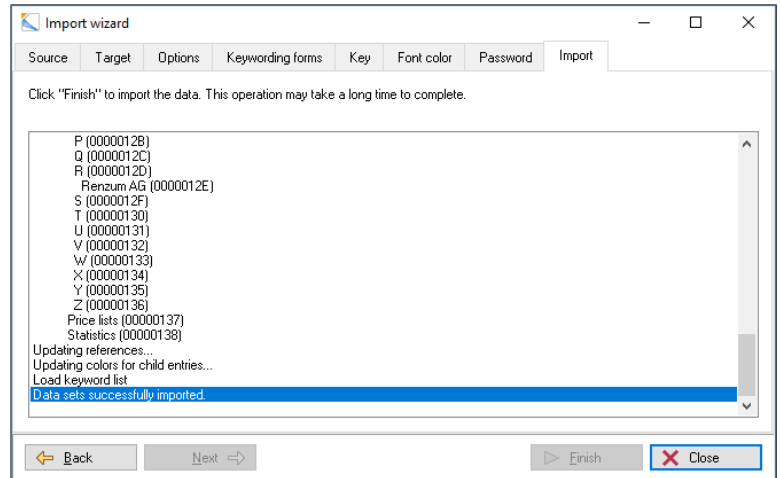 Import wizard
Source Target Options Keywording forms Key Font color Password Import
Click "Finish" to import the data. This operation may take a long time to complete.
P (0000012B)
Q (0000012C)
R (0000012D)
Renzum AG (0000012E)
S (0000012F)
T (00000130)
U (00000131)
V (00000132)
W (00000133)
X (00000134)
Y (00000135)
Z (00000136)
Price lists (00000137)
Statistics (00000138)
Updating references...
Updating colors for child entries...
Load keyword list
Data sets successfully imported.
Back Next Finish Close